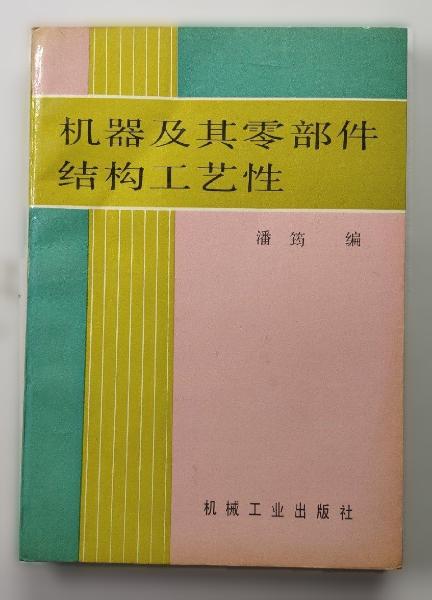 机器及其零部件
结构工艺性
潘筠 编
机械工业出版社